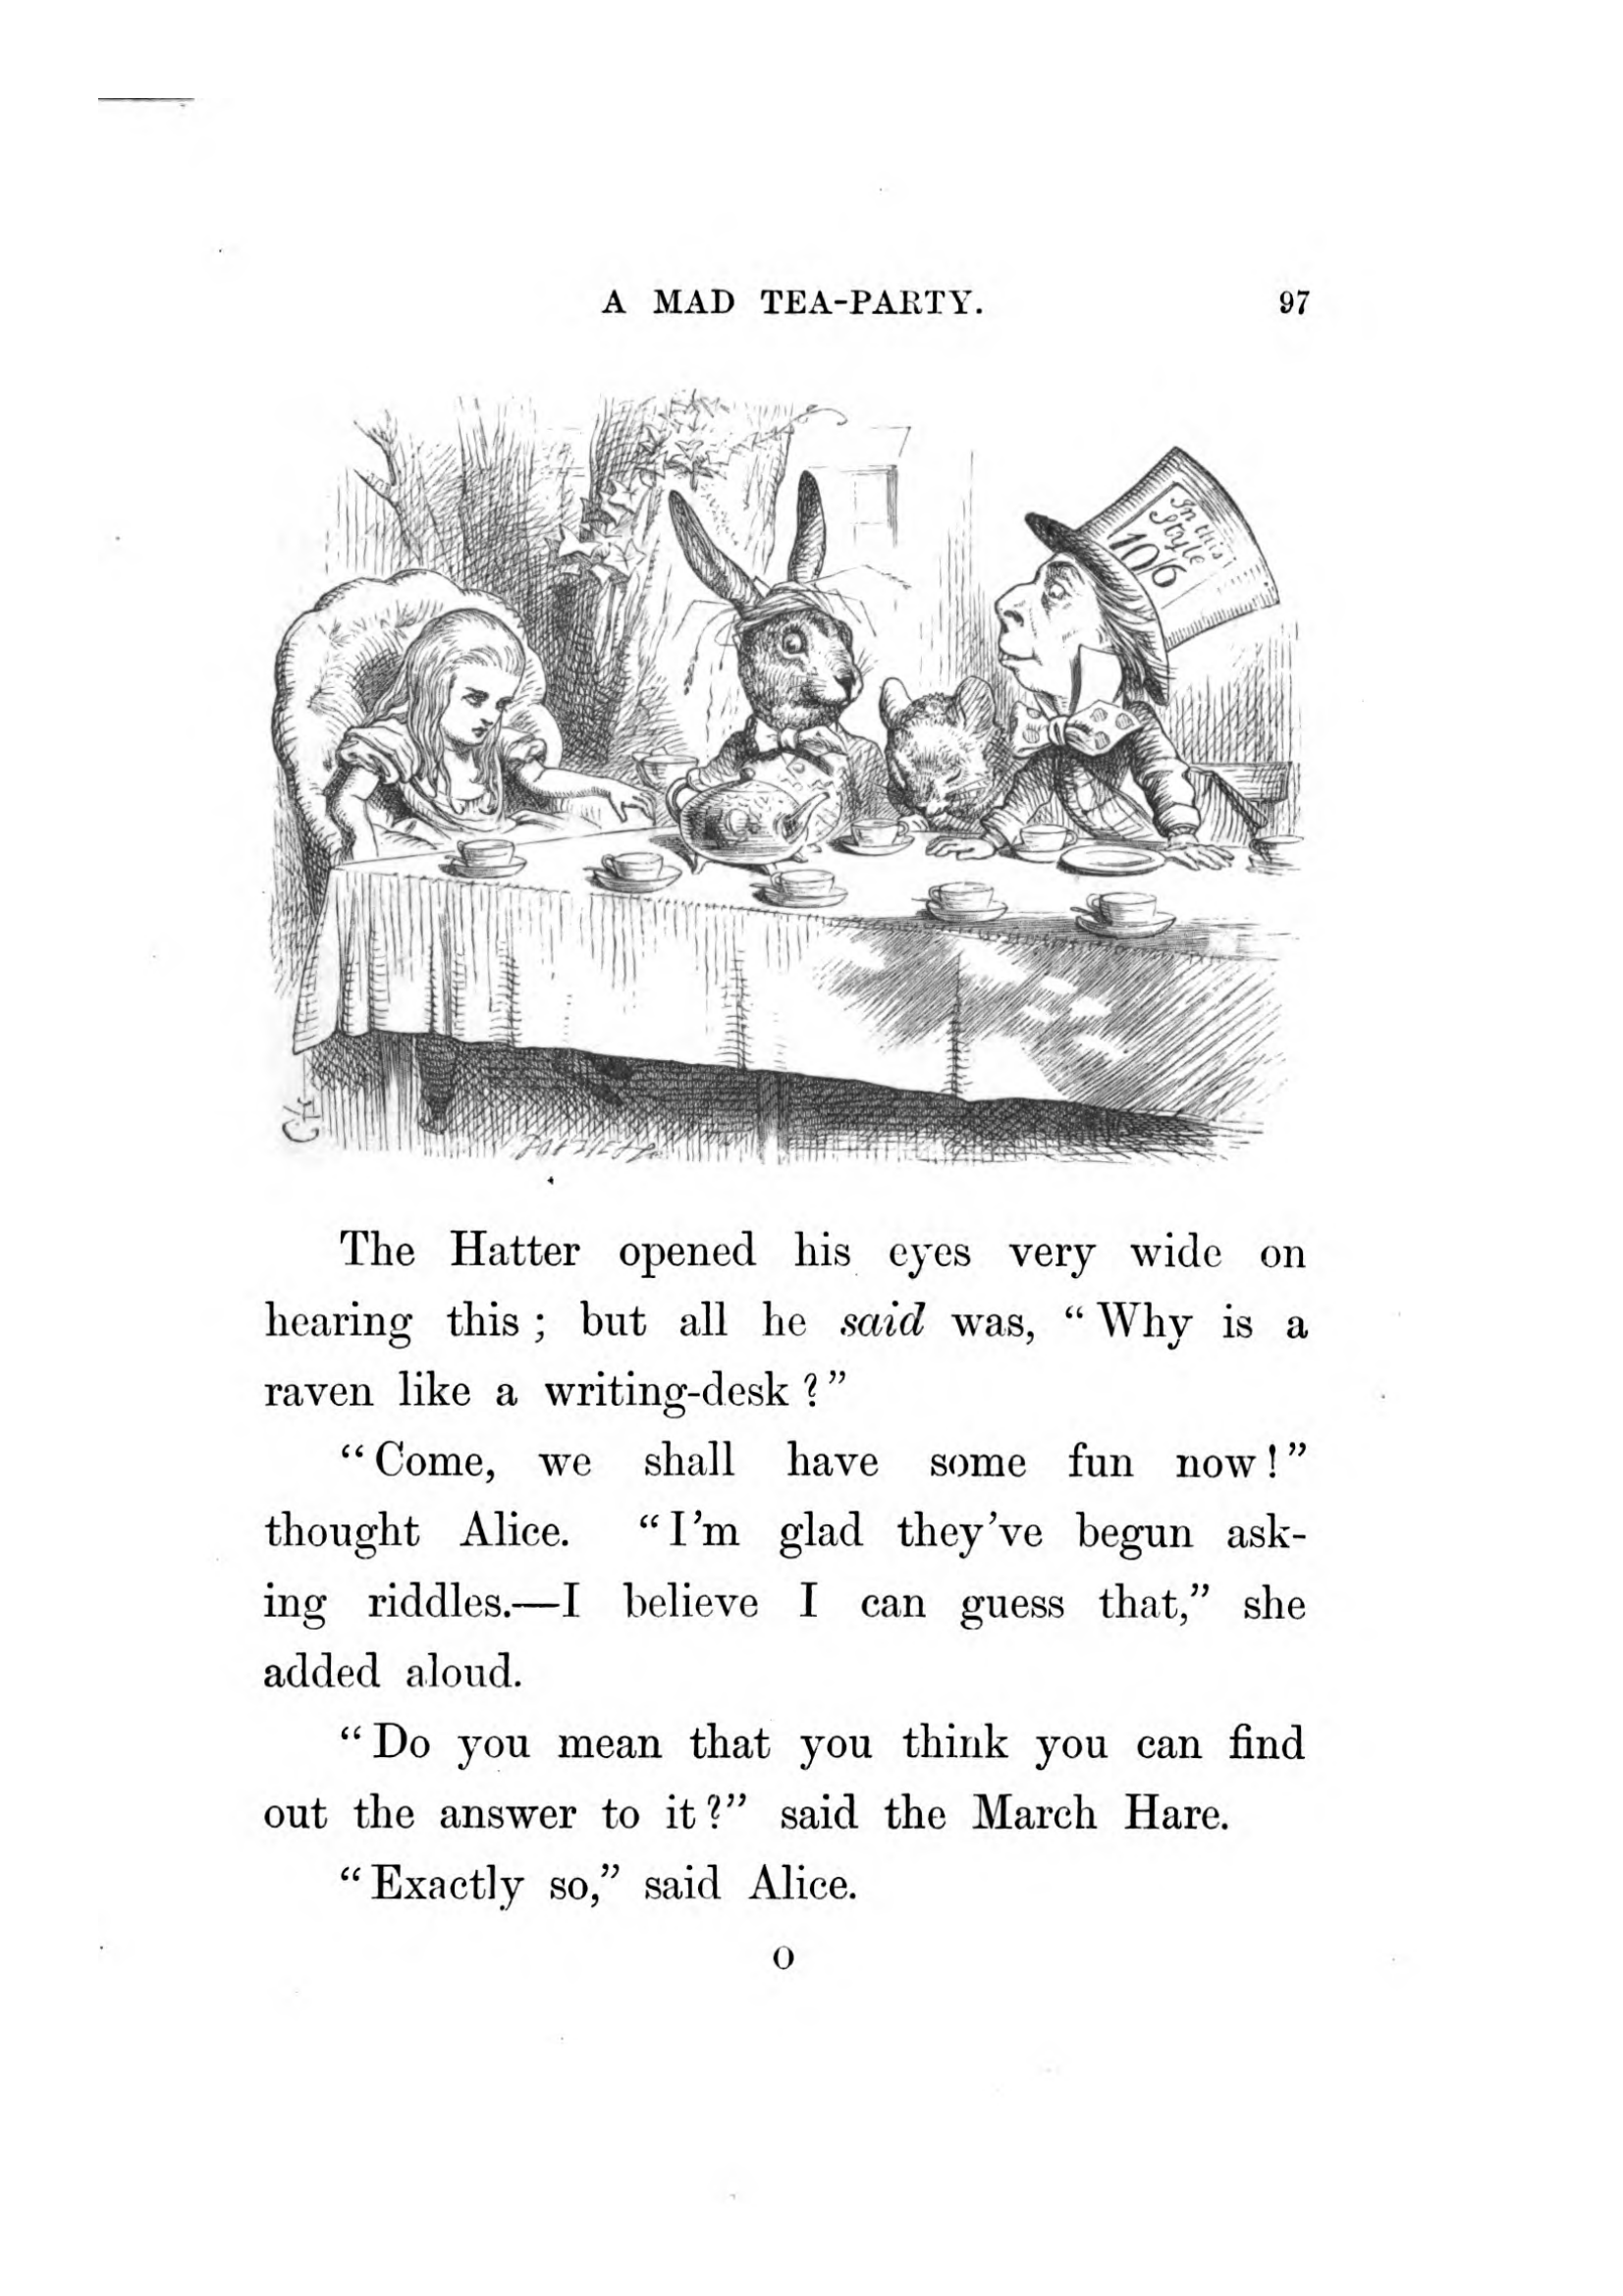 A MAD TEA-PARTY. 97
In this
Style
10/6
The Hatter opened his eyes very wide on
hearing this ; but all he said was, “ Why is a
raven like a writing-desk ? ”
“ Come, we shall have some fun now ! ”
thought Alice. “ I’m glad they’ve begun ask-
ing riddles.—I believe I can guess that,” she
added aloud.
“ Do you mean that you think you can find
out the answer to it ?” said the March Hare.
“ Exactly so,” said Alice.
O